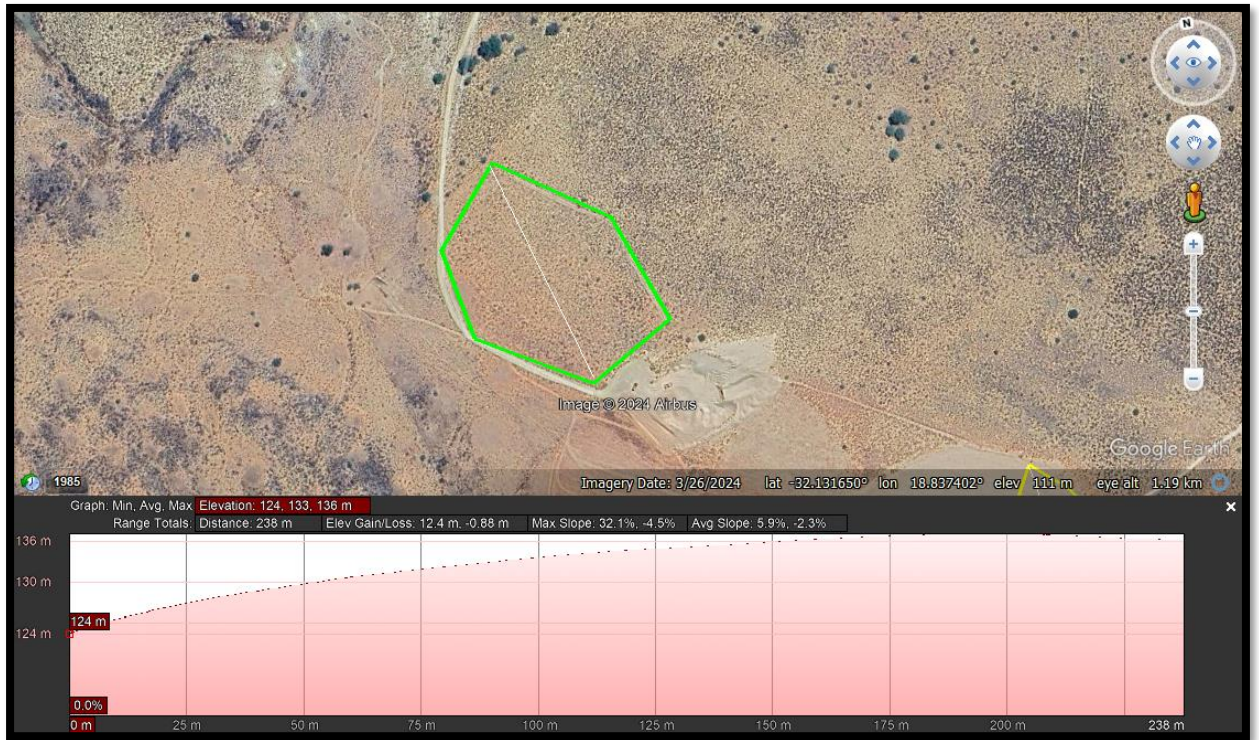 N
Image © 2024 Airbus
Google Earth
1985
Imagery Date: 3/26/2024 lat -32.131650° lon 18.837402° elev 111 m eye alt 1.19 km
Graph: Min, Avg, Max Elevation: 124, 133, 136 m
Range Totals: Distance: 238 m Elev Gain/Loss: 12.4 m, -0.88 m Max Slope: 32.1%, -4.5% Avg Slope: 5.9%, -2.3%
136 m
130 m
124 m
124 m
0.0%
0 m 25 m 50 m 75 m 100 m 125 m 150 m 175 m 200 m 238 m